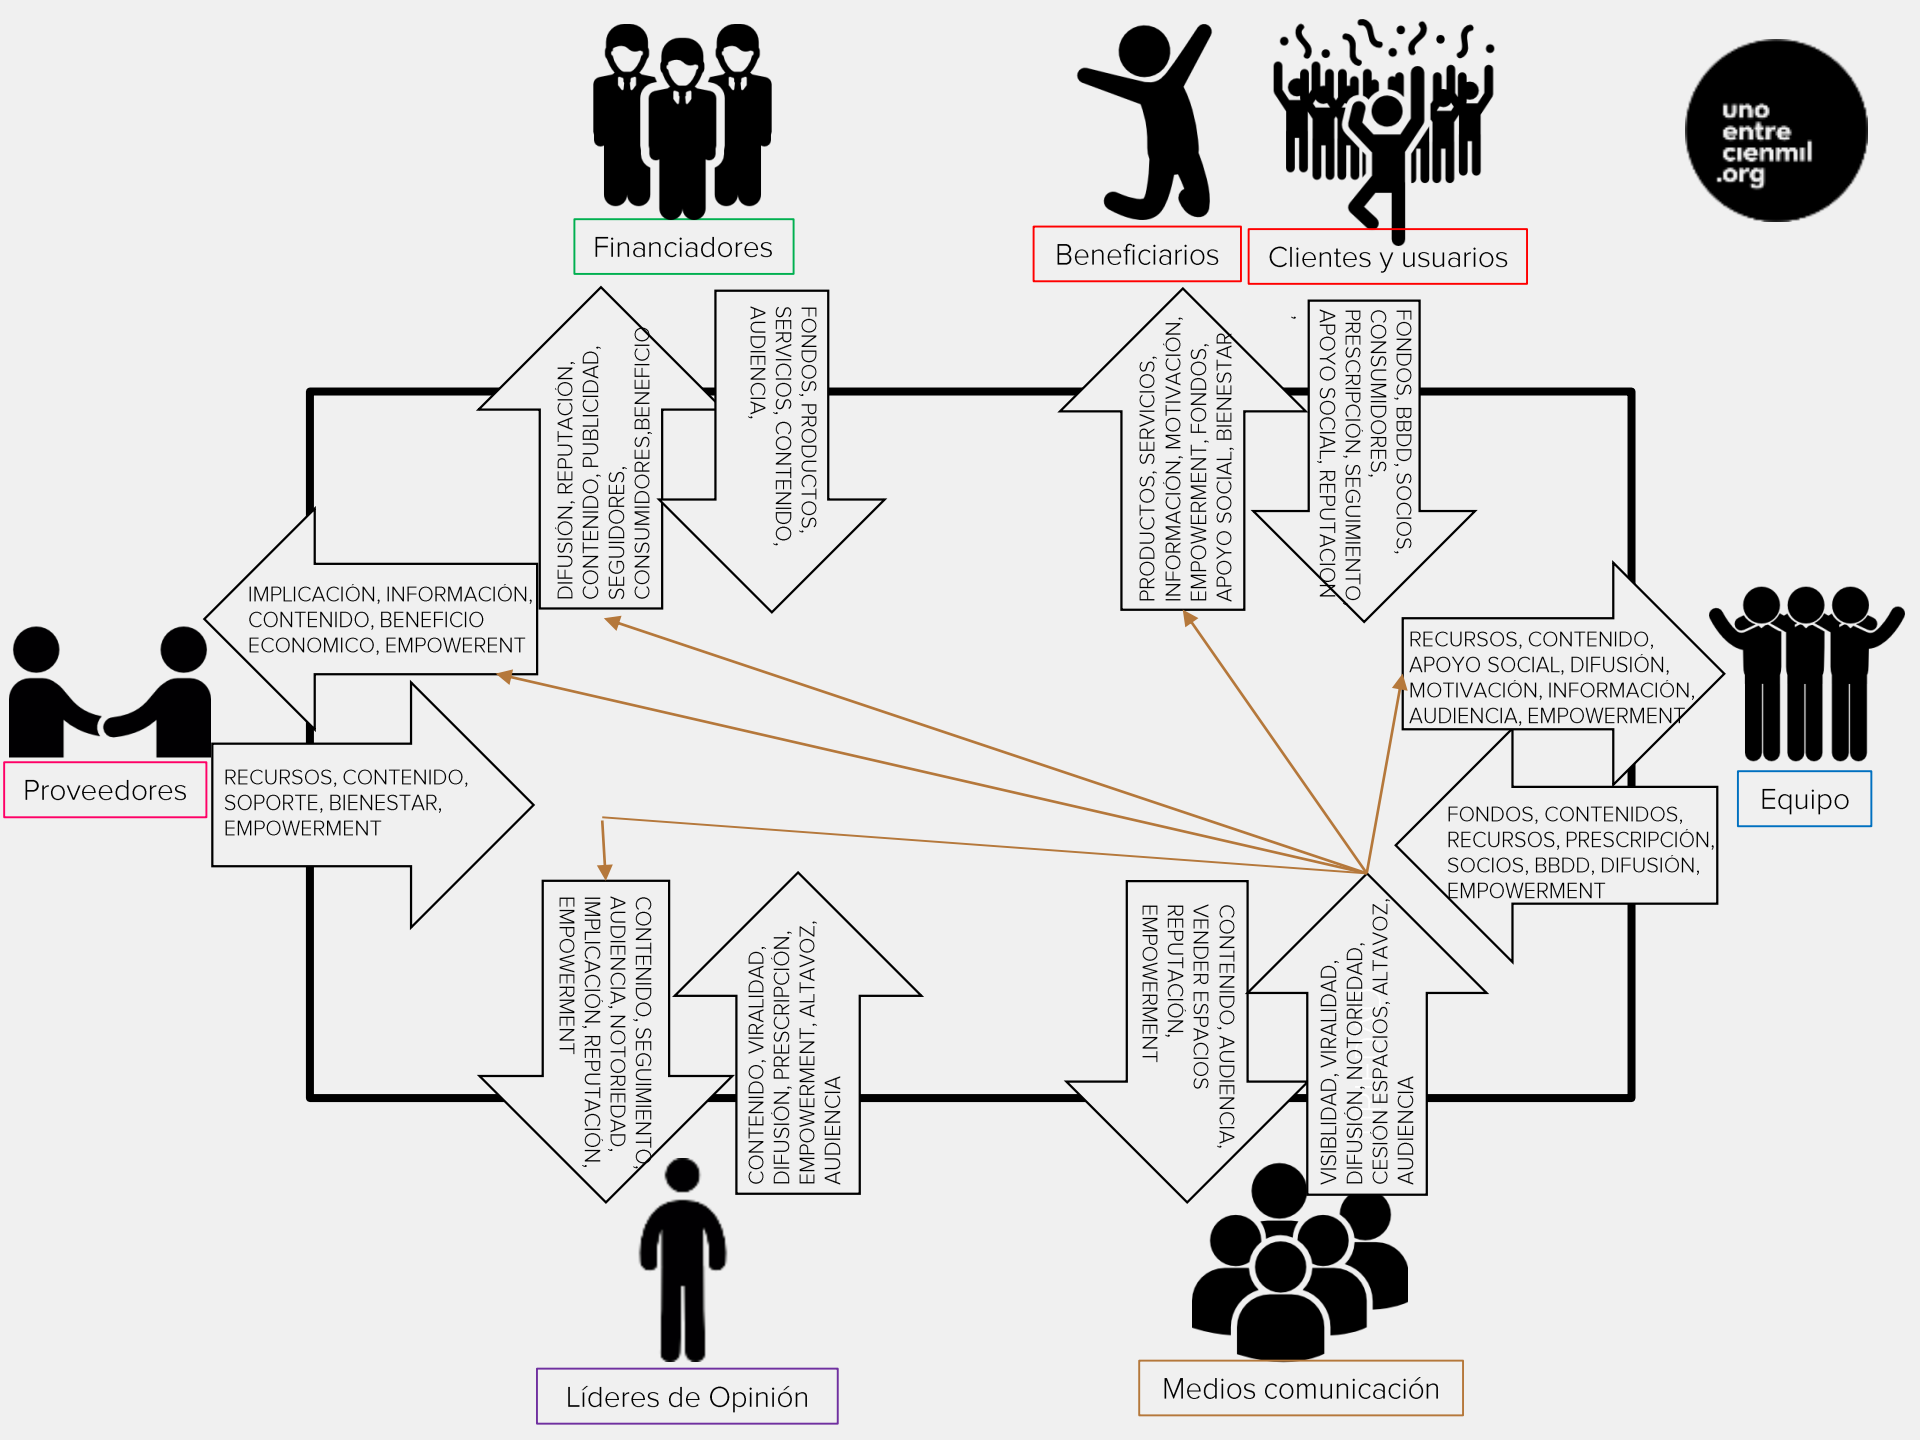 uno
entre
cienmil
.org
Financiadores
Beneficiarios
Clientes y usuarios
DIFUSIÓN, REPUTACIÓN,
CONTENIDO, PUBLICIDAD,
SEGUIDORES,
CONSUMIDORES,BENEFICIO
FONDOS, PRODUCTOS,
SERVICIOS, CONTENIDO,
AUDIENCIA,
PRODUCTOS, SERVICIOS,
INFORMACIÓN, MOTIVACIÓN,
EMPOWERMENT, FONDOS,
APOYO SOCIAL, BIENESTAR
FONDOS, BBDD, SOCIOS,
CONSUMIDORES,
PRESCRIPCIÓN, SEGUIMIENTO
APOYO SOCIAL, REPUTACION
,
IMPLICACIÓN, INFORMACIÓN,
CONTENIDO, BENEFICIO
ECONOMICO, EMPOWERENT
Proveedores
RECURSOS, CONTENIDO,
SOPORTE, BIENESTAR,
EMPOWERMENT
RECURSOS, CONTENIDO,
APOYO SOCIAL, DIFUSIÓN,
MOTIVACIÓN, INFORMACIÓN,
AUDIENCIA, EMPOWERMENT
Equipo
FONDOS, CONTENIDOS,
RECURSOS, PRESCRIPCIÓN,
SOCIOS, BBDD, DIFUSIÓN,
EMPOWERMENT
CONTENIDO, SEGUIMIENTO,
AUDIENCIA, NOTORIEDAD,
IMPLICACIÓN, REPUTACIÓN,
EMPOWERMENT
CONTENIDO, VIRALIDAD,
DIFUSIÓN, PRESCRIPCIÓN,
EMPOWERMENT, ALTAVOZ,
AUDIENCIA
CONTENIDO, AUDIENCIA,
VENDER ESPACIOS
REPUTACIÓN,
EMPOWERMENT
VISIBLIDAD, VIRALIDAD,
DIFUSIÓN, NOTORIEDAD,
CESIÓN ESPACIOS, ALTAVOZ,
AUDIENCIA
Líderes de Opinión
Medios comunicación